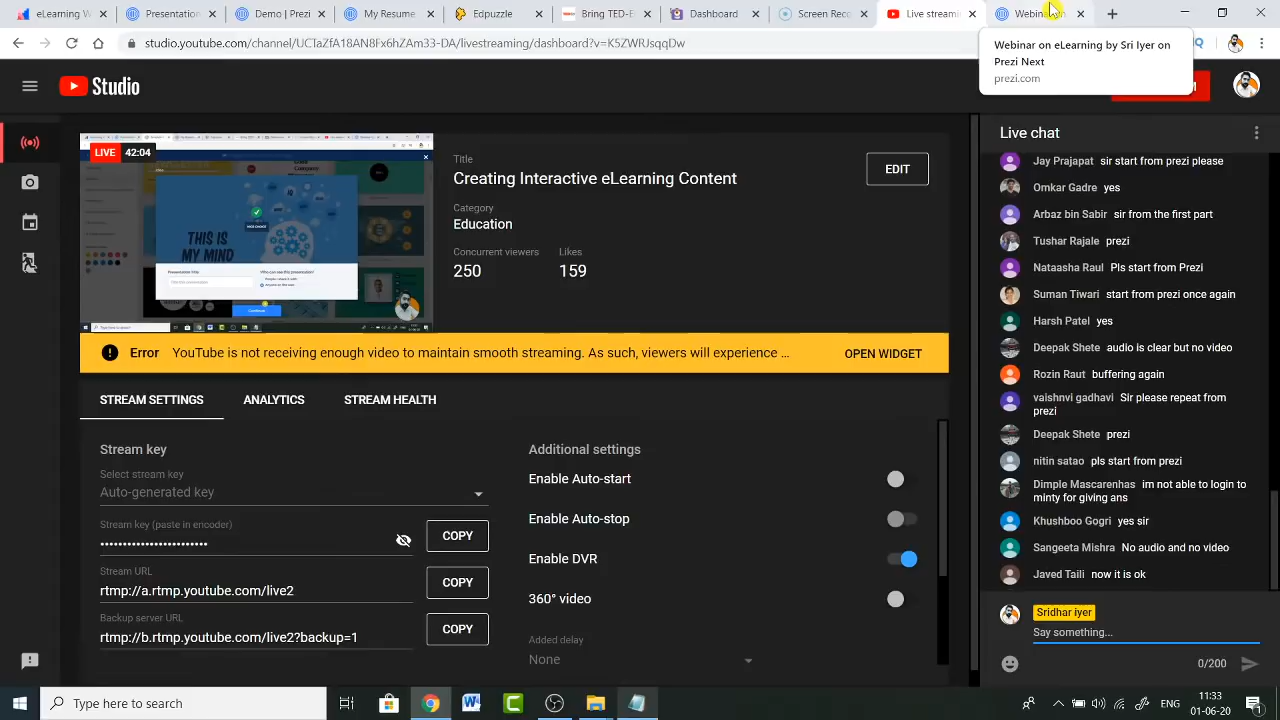 Presentat
Demo | Prezi
My Resum
Edpuzzle
Bring TED-E
Dashboard
Screen Rec
Live stream
Webinar on
studio.youtube.com/channel/UCTaZfA18AN8Fx6hZAm33-DA/livestreaming/dashboard?v=K5ZWRUsqqDw
Webinar on eLearning by Sri Iyer on
Prezi Next
prezi.com
Studio
LIVE 42:04
THIS IS
MY MIND
Continue
Title
Creating Interactive eLearning Content
EDIT
Category
Education
Concurrent viewers Likes
250 159
Error YouTube is not receiving enough video to maintain smooth streaming. As such, viewers will experience ... OPEN WIDGET
STREAM SETTINGS ANALYTICS STREAM HEALTH
Stream key
Select stream key
Auto-generated key
Stream key (paste in encoder)
•••••••••••••••••••••••• COPY
Stream URL
rtmp://a.rtmp.youtube.com/live2 COPY
Backup server URL
rtmp://b.rtmp.youtube.com/live2?backup=1 COPY
Additional settings
Enable Auto-start
Enable Auto-stop
Enable DVR
360° video
Added delay
None
Live chat
Jay Prajapat sir start from prezi please
Omkar Gadre yes
Arbaz bin Sabir sir from the first part
Tushar Rajale prezi
Raul Pls start from Prezi
Tiwari start from prezi once again
Harsh Patel yes
Deepak Shete audio is clear but no video
Rozin Raut buffering again
vaishnvi gadhavi Sir please repeat from
prezi
Deepak Shete prezi
nitin satao pls start from prezi
Dimple Mascarenhas im not able to login to
minty for giving ans
Khushboo Gogri yes sir
Sangeeta Mishra No audio and no video
Javed Taili now it is ok
Sridhar iyer
Say something...
0/200
Type here to search
ENG
11:33
01-06-20